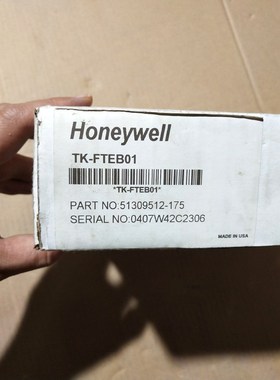 Honeywell
TK-FTEB01
*TK-FTEB01*
PART NO:51309512-175
SERIAL NO:0407W42C2306
MADE IN USA